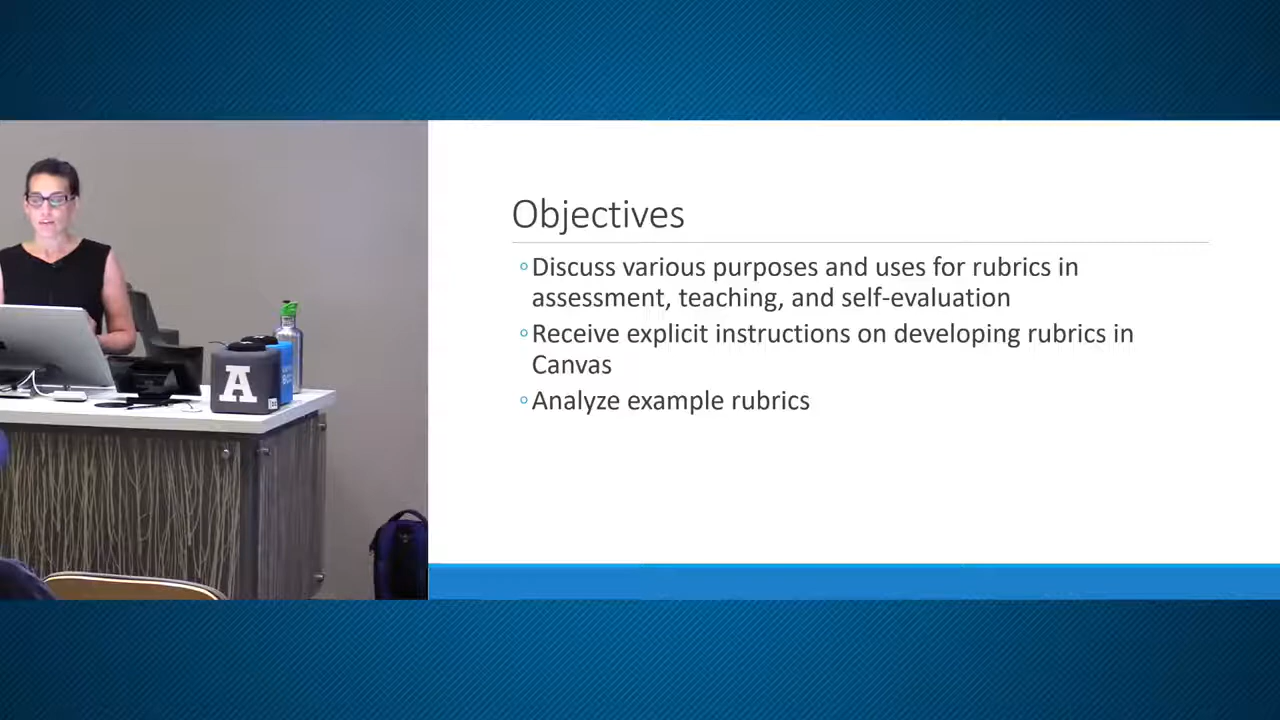 Objectives
Discuss various purposes and uses for rubrics in
assessment, teaching, and self-evaluation
Receive explicit instructions on developing rubrics in
Canvas
Analyze example rubrics
A